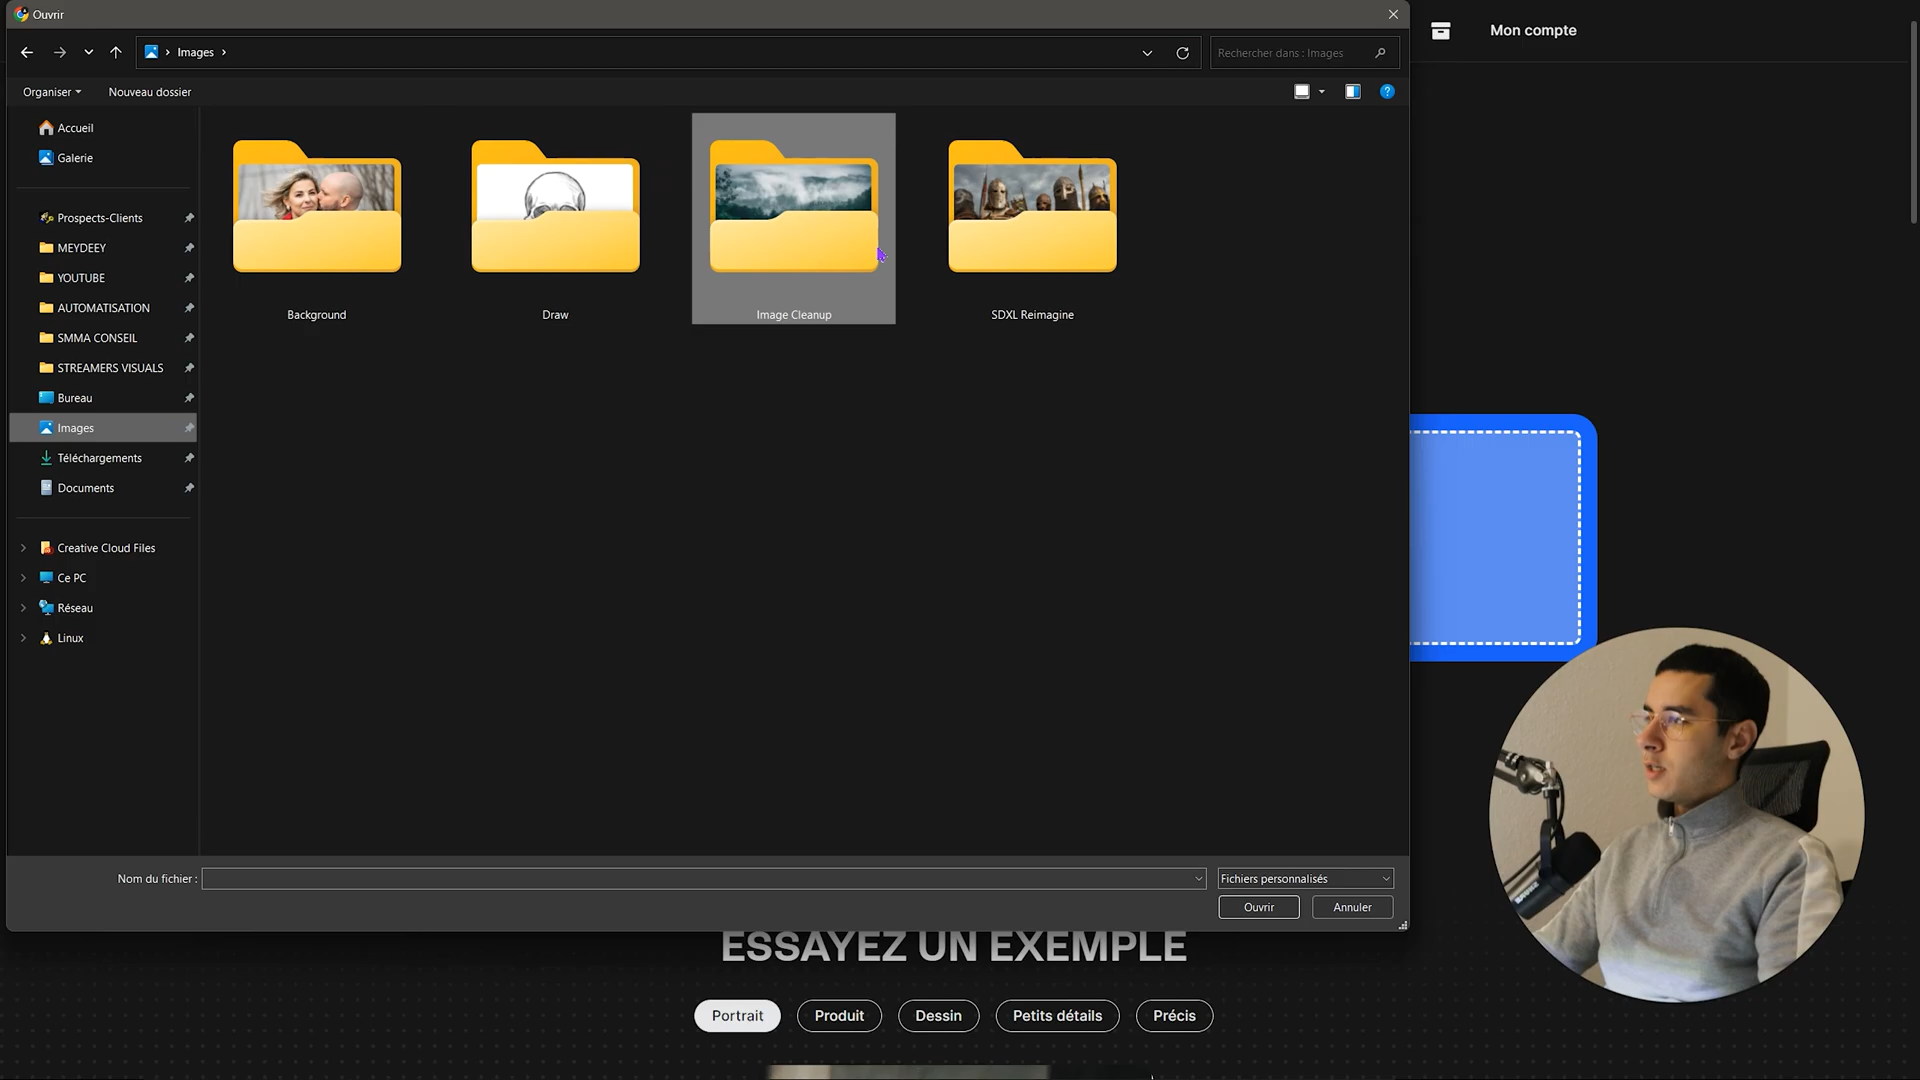 Ouvrir
Mon compte
Images
Rechercher dans : Images
Organiser
Nouveau dossier
Accueil
Galerie
Prospects-Clients
MEYDEEY
YOUTUBE
AUTOMATISATION
SMMA CONSEIL
STREAMERS VISUALS
Bureau
Images
Téléchargements
Documents
Creative Cloud Files
Ce PC
Réseau
Linux
Background
Draw
Image Cleanup
SDXL Reimagine
Nom du fichier :
Fichiers personnalisés
Ouvrir
Annuler
ESSAYEZ UN EXEMPLE
Portrait
Produit
Dessin
Petits détails
Précis